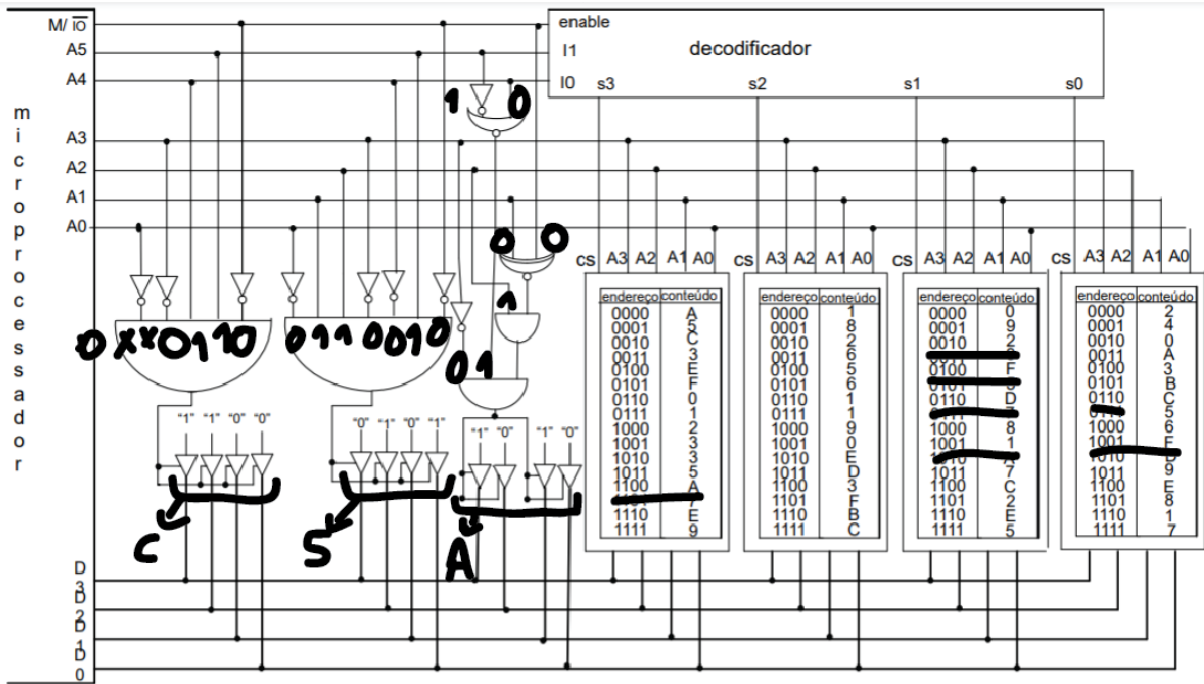 M/ IO
A5
A4
A3
A2
A1
A0
microprocessador
enable
I1
I0
decodificador
s3 s2 s1 s0
1 0
0 0
1
0 1
0 X X 0 1 1 0
0 1 1 0 0 1 0
"1" "1" "0" "0"
"0" "1" "0" "1"
"1" "0" "1" "0"
C
5
A
D3
D2
D1
D0
cs A3 A2 A1 A0
endereço conteúdo
0000 A
0001 5
0010 C
0011 3
0100 E
0101 F
0110 0
0111 1
1000 2
1001 3
1010 3
1011 5
1100 A
7
1110 E
1111 9
cs A3 A2 A1 A0
endereço conteúdo
0000 1
0001 8
0010 2
0011 6
0100 5
0101 6
0110 1
0111 1
1000 9
1001 0
1010 E
1011 D
1100 3
1101 F
1110 B
1111 C
cs A3 A2 A1 A0
endereço conteúdo
0000 0
0001 9
0010 2
0100 F
0110 D
1000 8
1001 1
1011 7
1100 C
1101 2
1110 E
1111 5
cs A3 A2 A1 A0
endereço conteúdo
0000 2
0001 4
0010 0
0011 A
0100 3
0101 B
0110 C
5
1000 6
1001 F
1010
1011 9
1100 E
1101 8
1110 1
1111 7